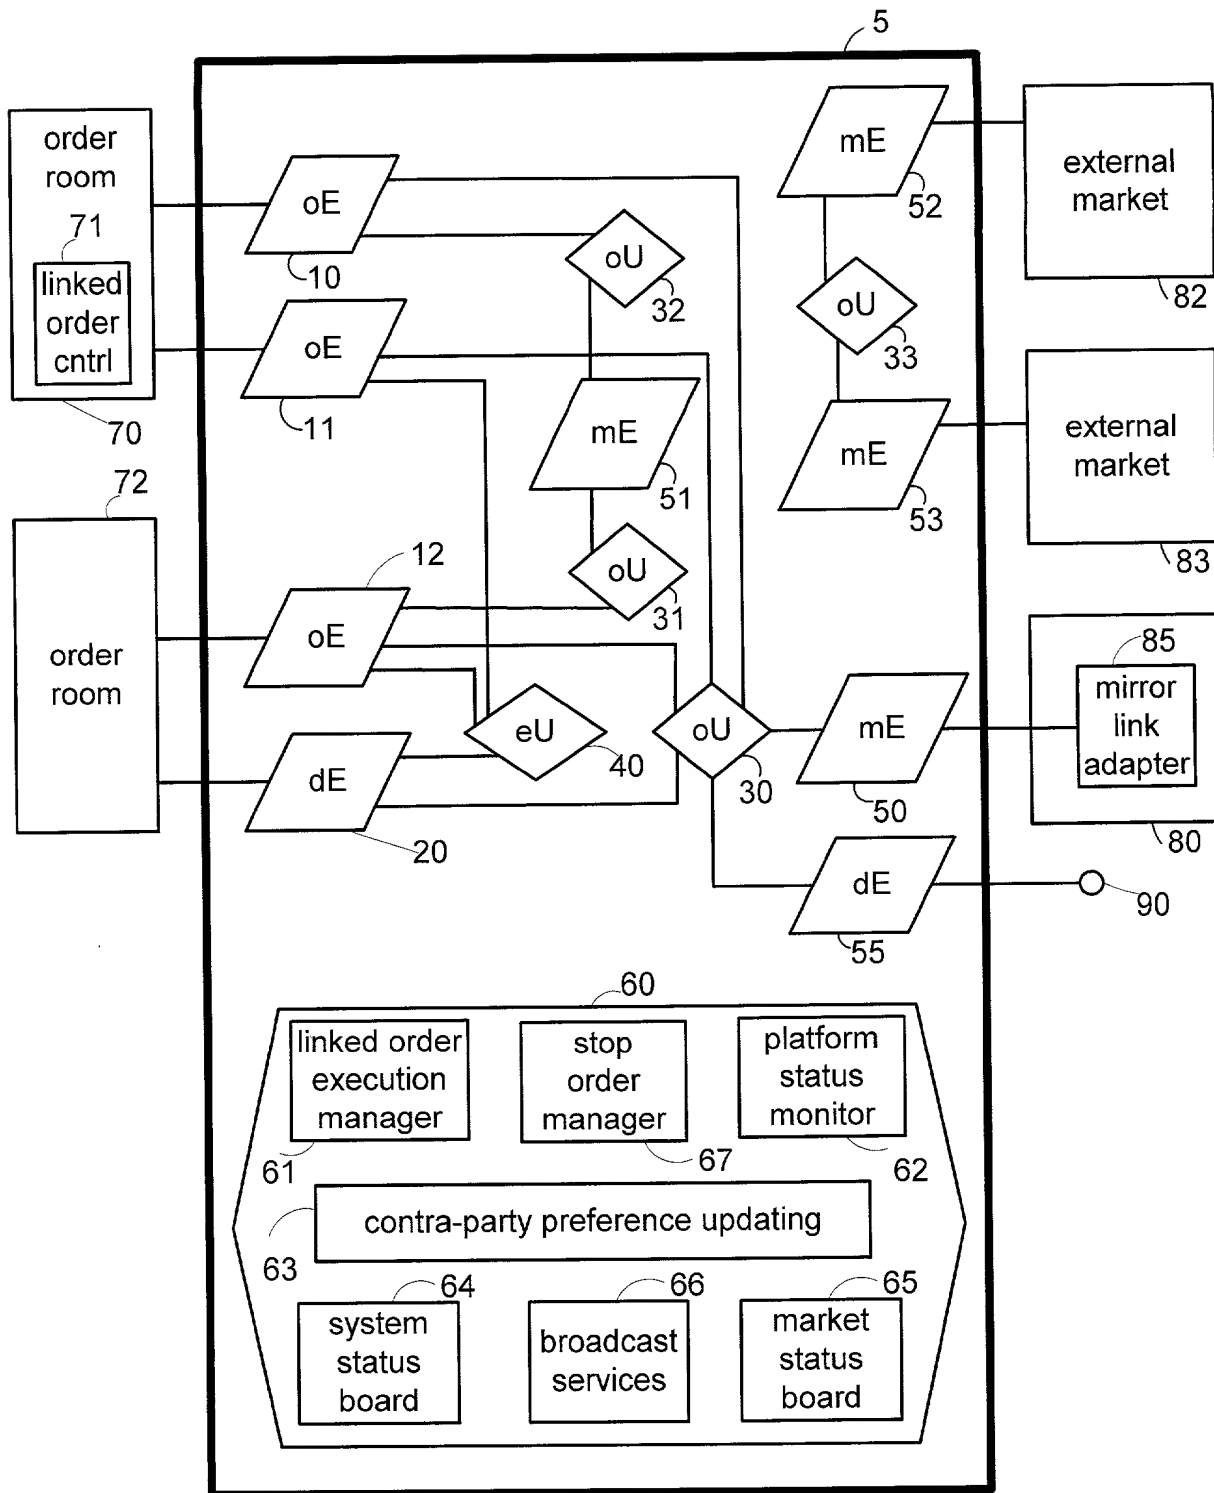 5
order
room
71
linked
order
cntrl
70
oE
10
oE
11
oU
32
mE
51
oU
31
mE
52
oU
33
mE
53
external
market
82
external
market
83
72
order
room
12
oE
dE
20
eU
40
oU
30
mE
50
dE
55
85
mirror
link
adapter
80
90
60
linked order
execution
manager
61
stop
order
manager
67
platform
status
monitor
62
contra-party preference updating
63
64
system
status
board
66
broadcast
services
65
market
status
board